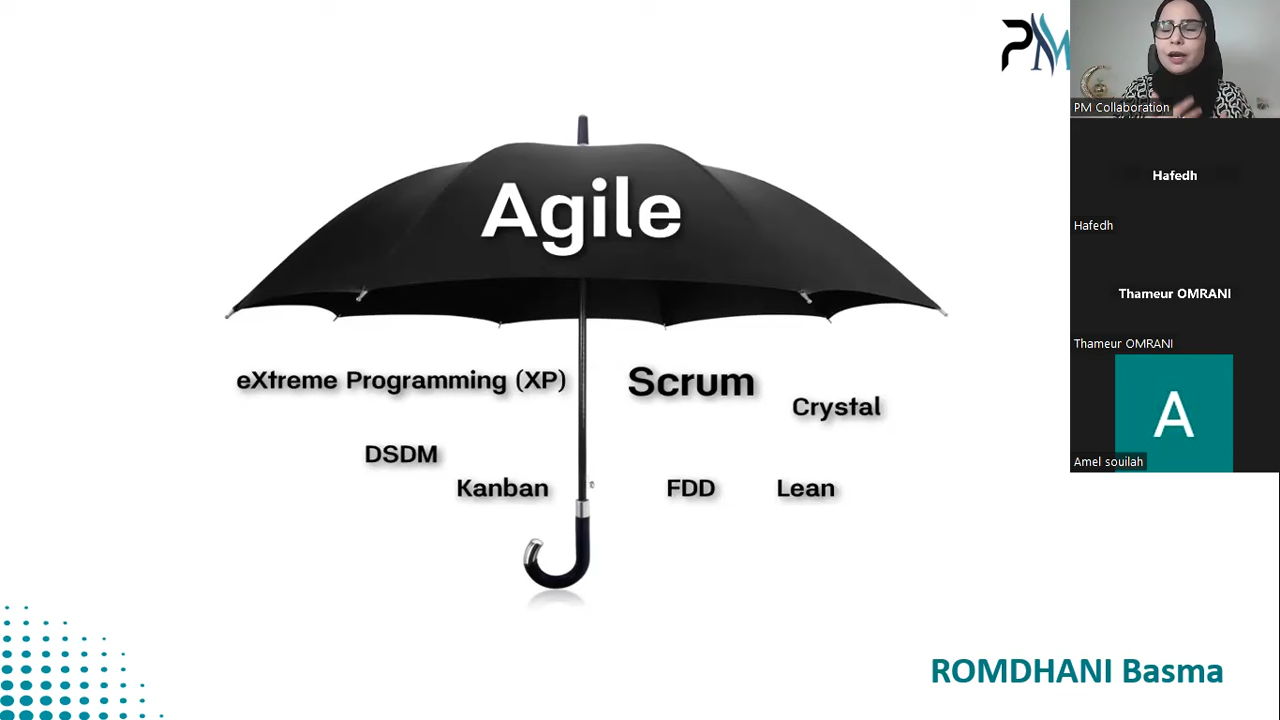 PM
Agile
eXtreme Programming (XP)
Scrum
Crystal
DSDM
Kanban
FDD
Lean
ROMDHANI Basma
PM Collaboration
Hafedh
Hafedh
Thameur OMRANI
Thameur OMRANI
A
Amel souilah